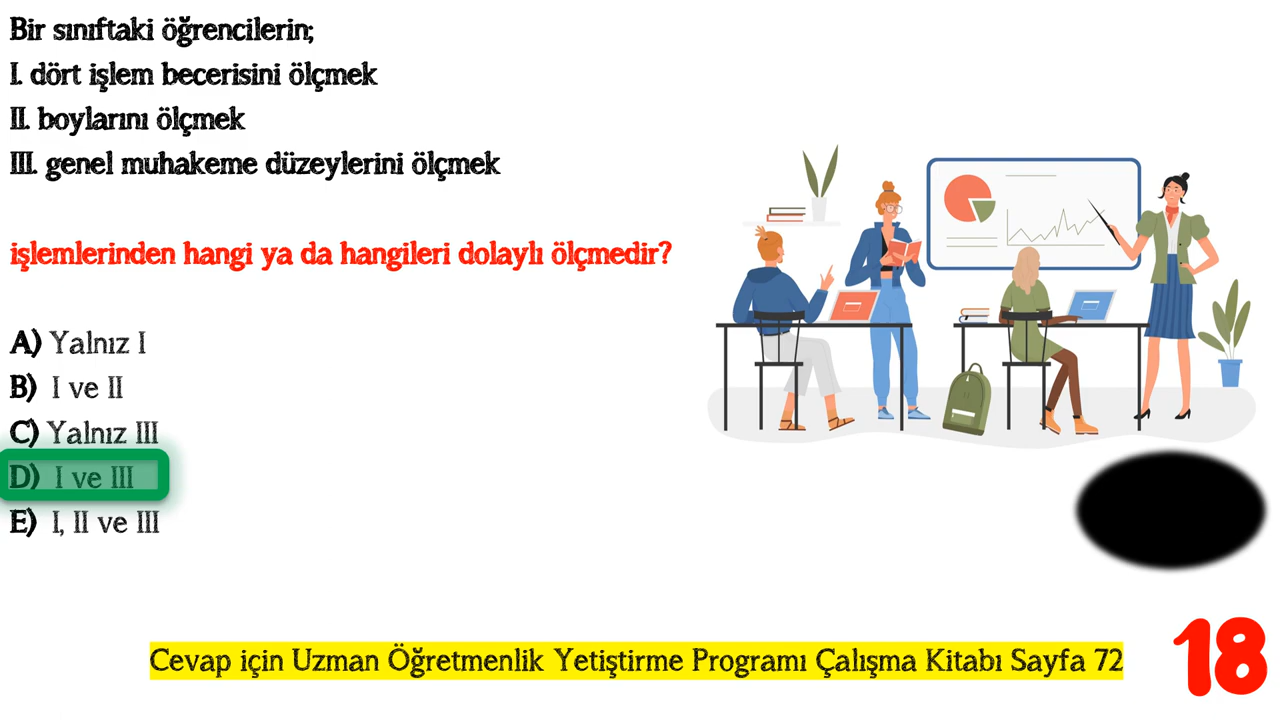 Bir sınıftaki öğrencilerin;
I. dört işlem becerisini ölçmek
II. boylarını ölçmek
III. genel muhakeme düzeylerini ölçmek
işlemlerinden hangi ya da hangileri dolaylı ölçmedir?
A) Yalnız I
B) I ve II
C) Yalnız III
D) I ve III
E) I, II ve III
Cevap için Uzman Öğretmenlik Yetiştirme Programı Çalışma Kitabı Sayfa 72
18